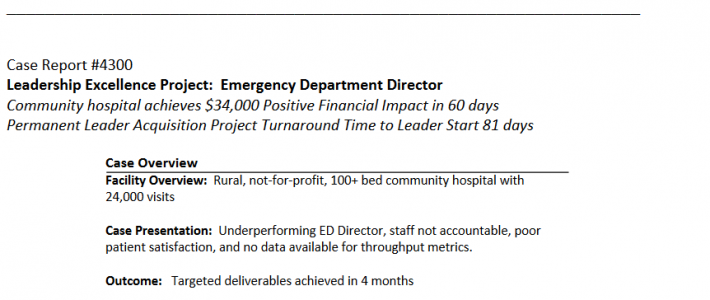 Case Report #4300
Leadership Excellence Project:  Emergency Department Director
Community hospital achieves $34,000 Positive Financial Impact in 60 days
Permanent Leader Acquisition Project Turnaround Time to Leader Start 81 days
Case Overview
Facility Overview:  Rural, not-for-profit, 100+ bed community hospital with
24,000 visits
Case Presentation:  Underperforming ED Director, staff not accountable, poor
patient satisfaction, and no data available for throughput metrics.
Outcome:   Targeted deliverables achieved in 4 months